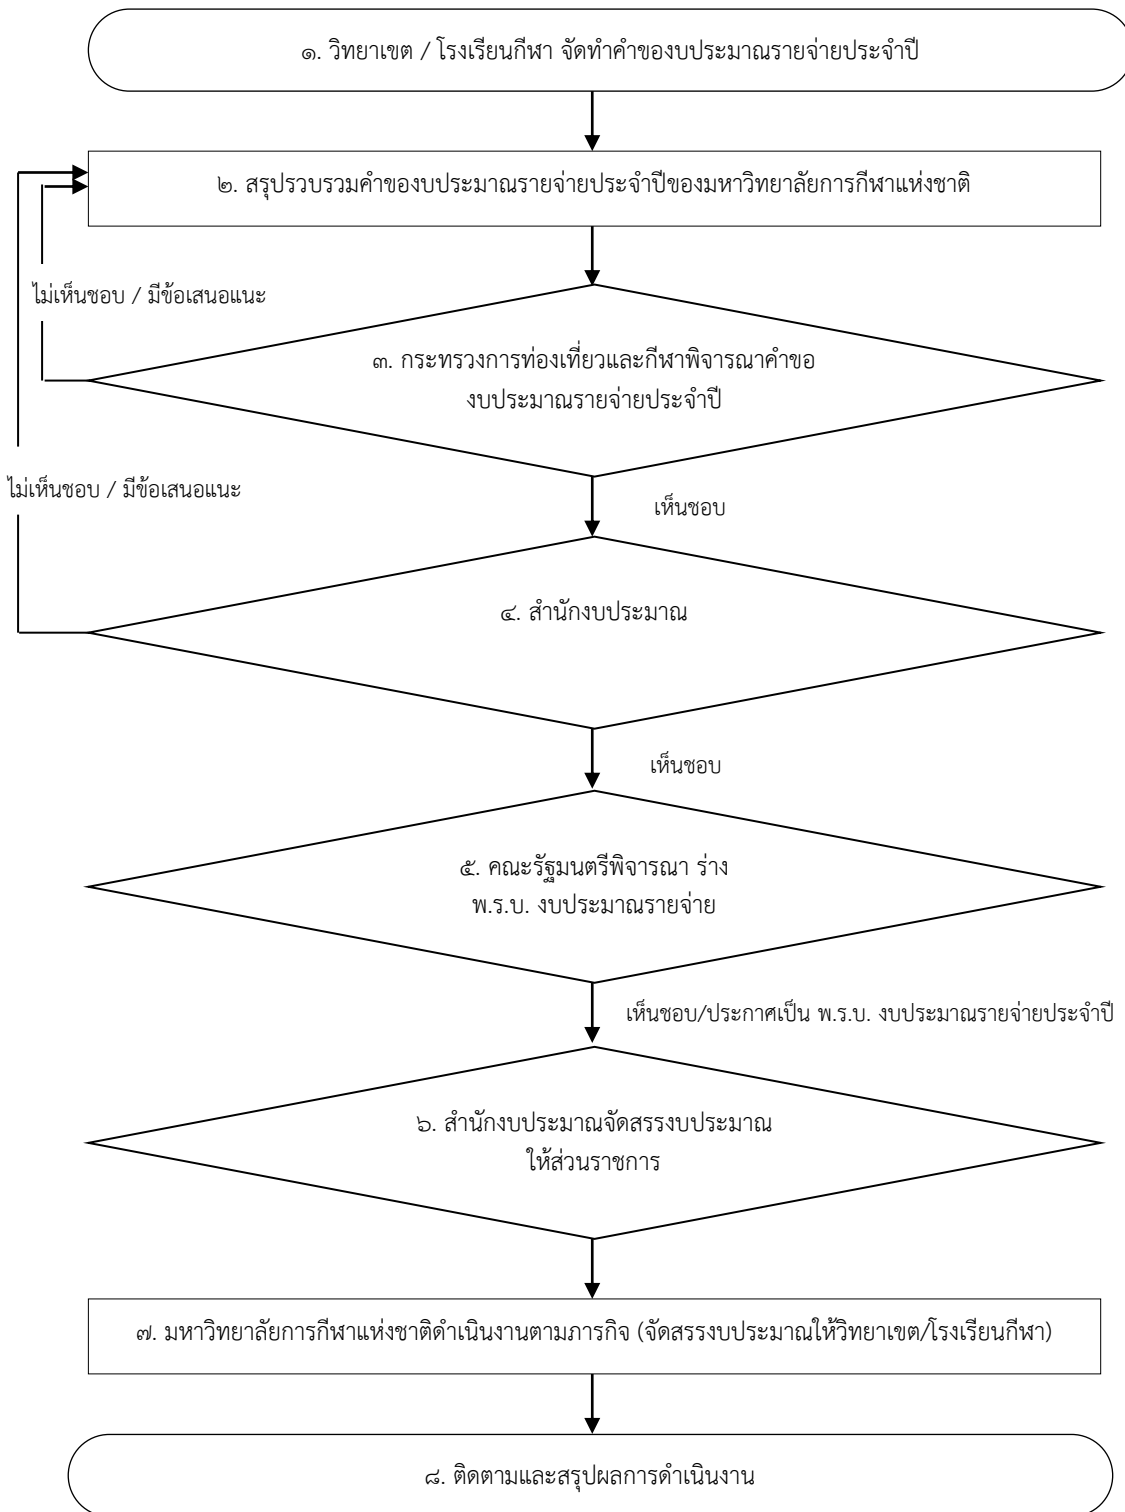 ๑. วิทยาเขต / โรงเรียนกีฬา จัดทำคำของบประมาณรายจ่ายประจำปี
๒. สรุปรวบรวมคำของบประมาณรายจ่ายประจำปีของมหาวิทยาลัยการกีฬาแห่งชาติ
ไม่เห็นชอบ / มีข้อเสนอแนะ
๓. กระทรวงการท่องเที่ยวและกีฬาพิจารณาคำขอ
งบประมาณรายจ่ายประจำปี
ไม่เห็นชอบ / มีข้อเสนอแนะ
เห็นชอบ
๔. สำนักงบประมาณ
เห็นชอบ
๕. คณะรัฐมนตรีพิจารณา ร่าง
พ.ร.บ. งบประมาณรายจ่าย
เห็นชอบ/ประกาศเป็น พ.ร.บ. งบประมาณรายจ่ายประจำปี
๖. สำนักงบประมาณจัดสรรงบประมาณ
ให้ส่วนราชการ
๗. มหาวิทยาลัยการกีฬาแห่งชาติดำเนินงานตามภารกิจ (จัดสรรงบประมาณให้วิทยาเขต/โรงเรียนกีฬา)
๘. ติดตามและสรุปผลการดำเนินงาน